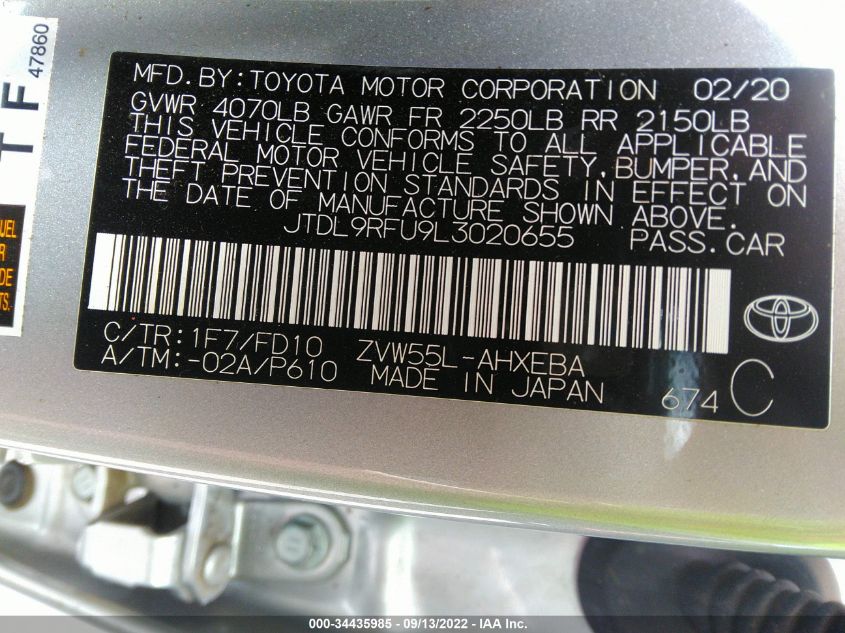 47860
T F
UEL
R
DE
TS.
MFD. BY: TOYOTA MOTOR CORPORATION 02/20
GVWR 4070LB GAWR FR 2250LB RR 2150LB
THIS VEHICLE CONFORMS TO ALL APPLICABLE
FEDERAL MOTOR VEHICLE SAFETY, BUMPER, AND
THEFT PREVENTION STANDARDS IN EFFECT ON
THE DATE OF MANUFACTURE SHOWN ABOVE.
JTDL9RFU9L3020655 PASS. CAR
C/TR: 1F7/FD10 ZVW55L-AHXEBA
A/TM: -02A/P610 MADE IN JAPAN 674 C
000-34435985 - 09/13/2022 - IAA Inc.